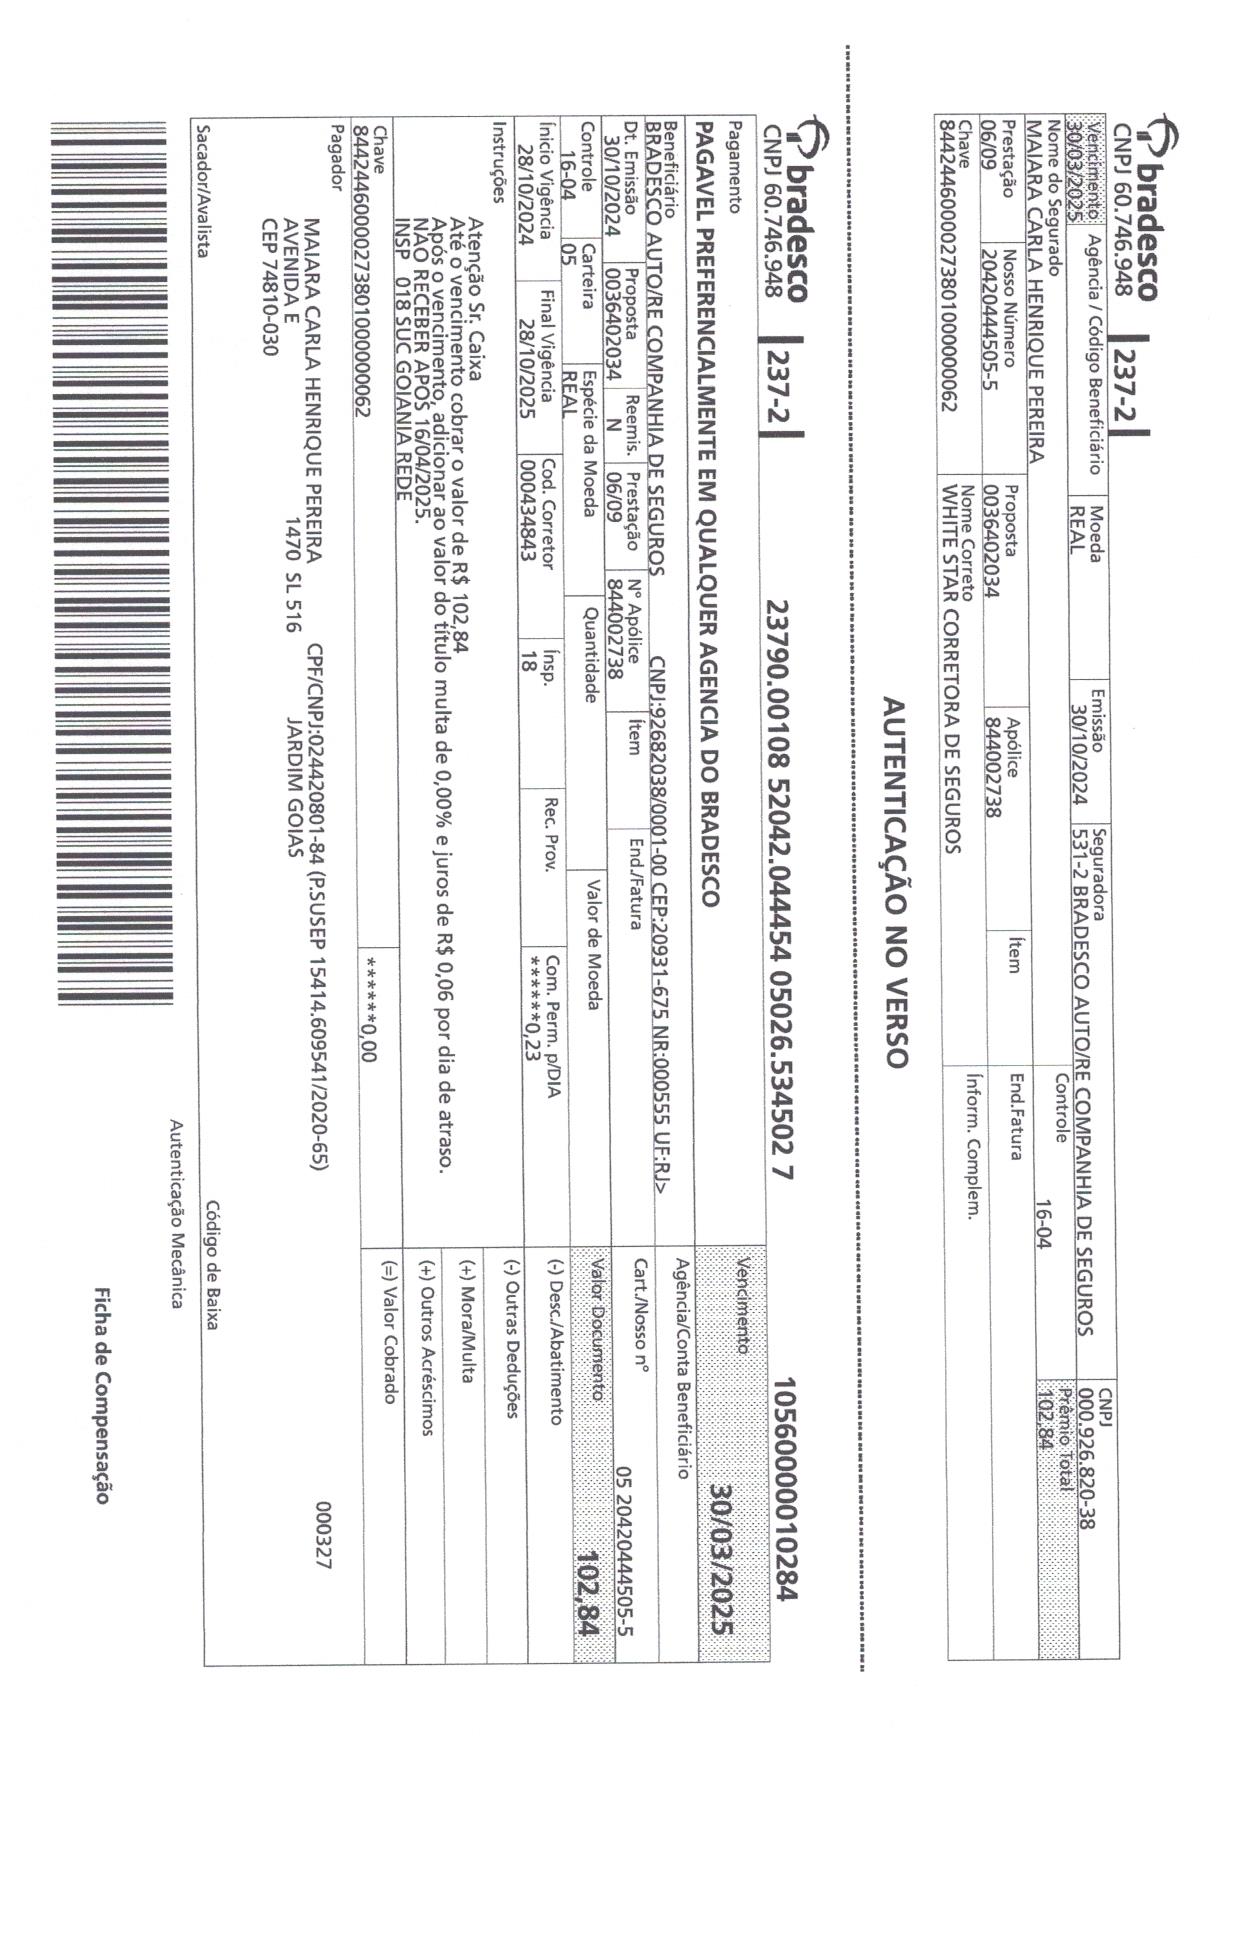 bradesco
CNPJ 60.746.948 237-2
Vencimento Agência / Código Beneficiário Moeda Emissão Seguradora CNPJ
30/03/2025 REAL 30/10/2024 531-2 BRADESCO AUTO/RE COMPANHIA DE SEGUROS 000.926.820-38
Nome do Segurado Controle Prêmio Total
MAIARA CARLA HENRIQUE PEREIRA 16-04 102,84
Prestação Nosso Número Proposta Apólice Ítem End.Fatura
06/09 20420444505-5 0036402034 844002738
Chave Nome Correto Ínform. Complem.
844244600002738010000000062 WHITE STAR CORRETORA DE SEGUROS
AUTENTICAÇÃO NO VERSO
bradesco
CNPJ 60.746.948 237-2 23790.00108 52042.044454 05026.534502 7 10560000010284
Pagamento Vencimento
PAGAVEL PREFERENCIALMENTE EM QUALQUER AGENCIA DO BRADESCO 30/03/2025
Beneficiário Agência/Conta Beneficiário
BRADESCO AUTO/RE COMPANHIA DE SEGUROS CNPJ:92682038/0001-00 CEP:20931-675 NR:000555 UF:RJ>
Dt. Emissão Proposta Reemis. Prestação N° Apólice Ítem End./Fatura Cart./Nosso nº
30/10/2024 0036402034 N 06/09 844002738 05 20420444505-5
Controle Carteira Espécie da Moeda Quantidade Valor de Moeda Valor Documento
16-04 05 REAL 102,84
Ínicio Vigência Final Vigência Cod. Corretor Ínsp. Rec. Prov. Com. Perm. p/DIA (-) Desc./Abatimento
28/10/2024 28/10/2025 000434843 18 ******0,23
Instruções (-) Outras Deduções
Atenção Sr. Caixa
Até o vencimento cobrar o valor de R$ 102,84 (+) Mora/Multa
Após o vencimento, adicionar ao valor do título multa de 0,00% e juros de R$ 0,06 por dia de atraso.
NAO RECEBER APOS 16/04/2025. (+) Outros Acréscimos
INSP 018 SUC GOIANIA REDE
Chave (=) Valor Cobrado
844244600002738010000000062 ******0,00
Pagador
MAIARA CARLA HENRIQUE PEREIRA CPF/CNPJ:024420801-84 (P.SUSEP 15414.609541/2020-65) 000327
AVENIDA E 1470 SL 516 JARDIM GOIAS
CEP 74810-030
Sacador/Avalista Código de Baixa
Autenticação Mecânica
Ficha de Compensação